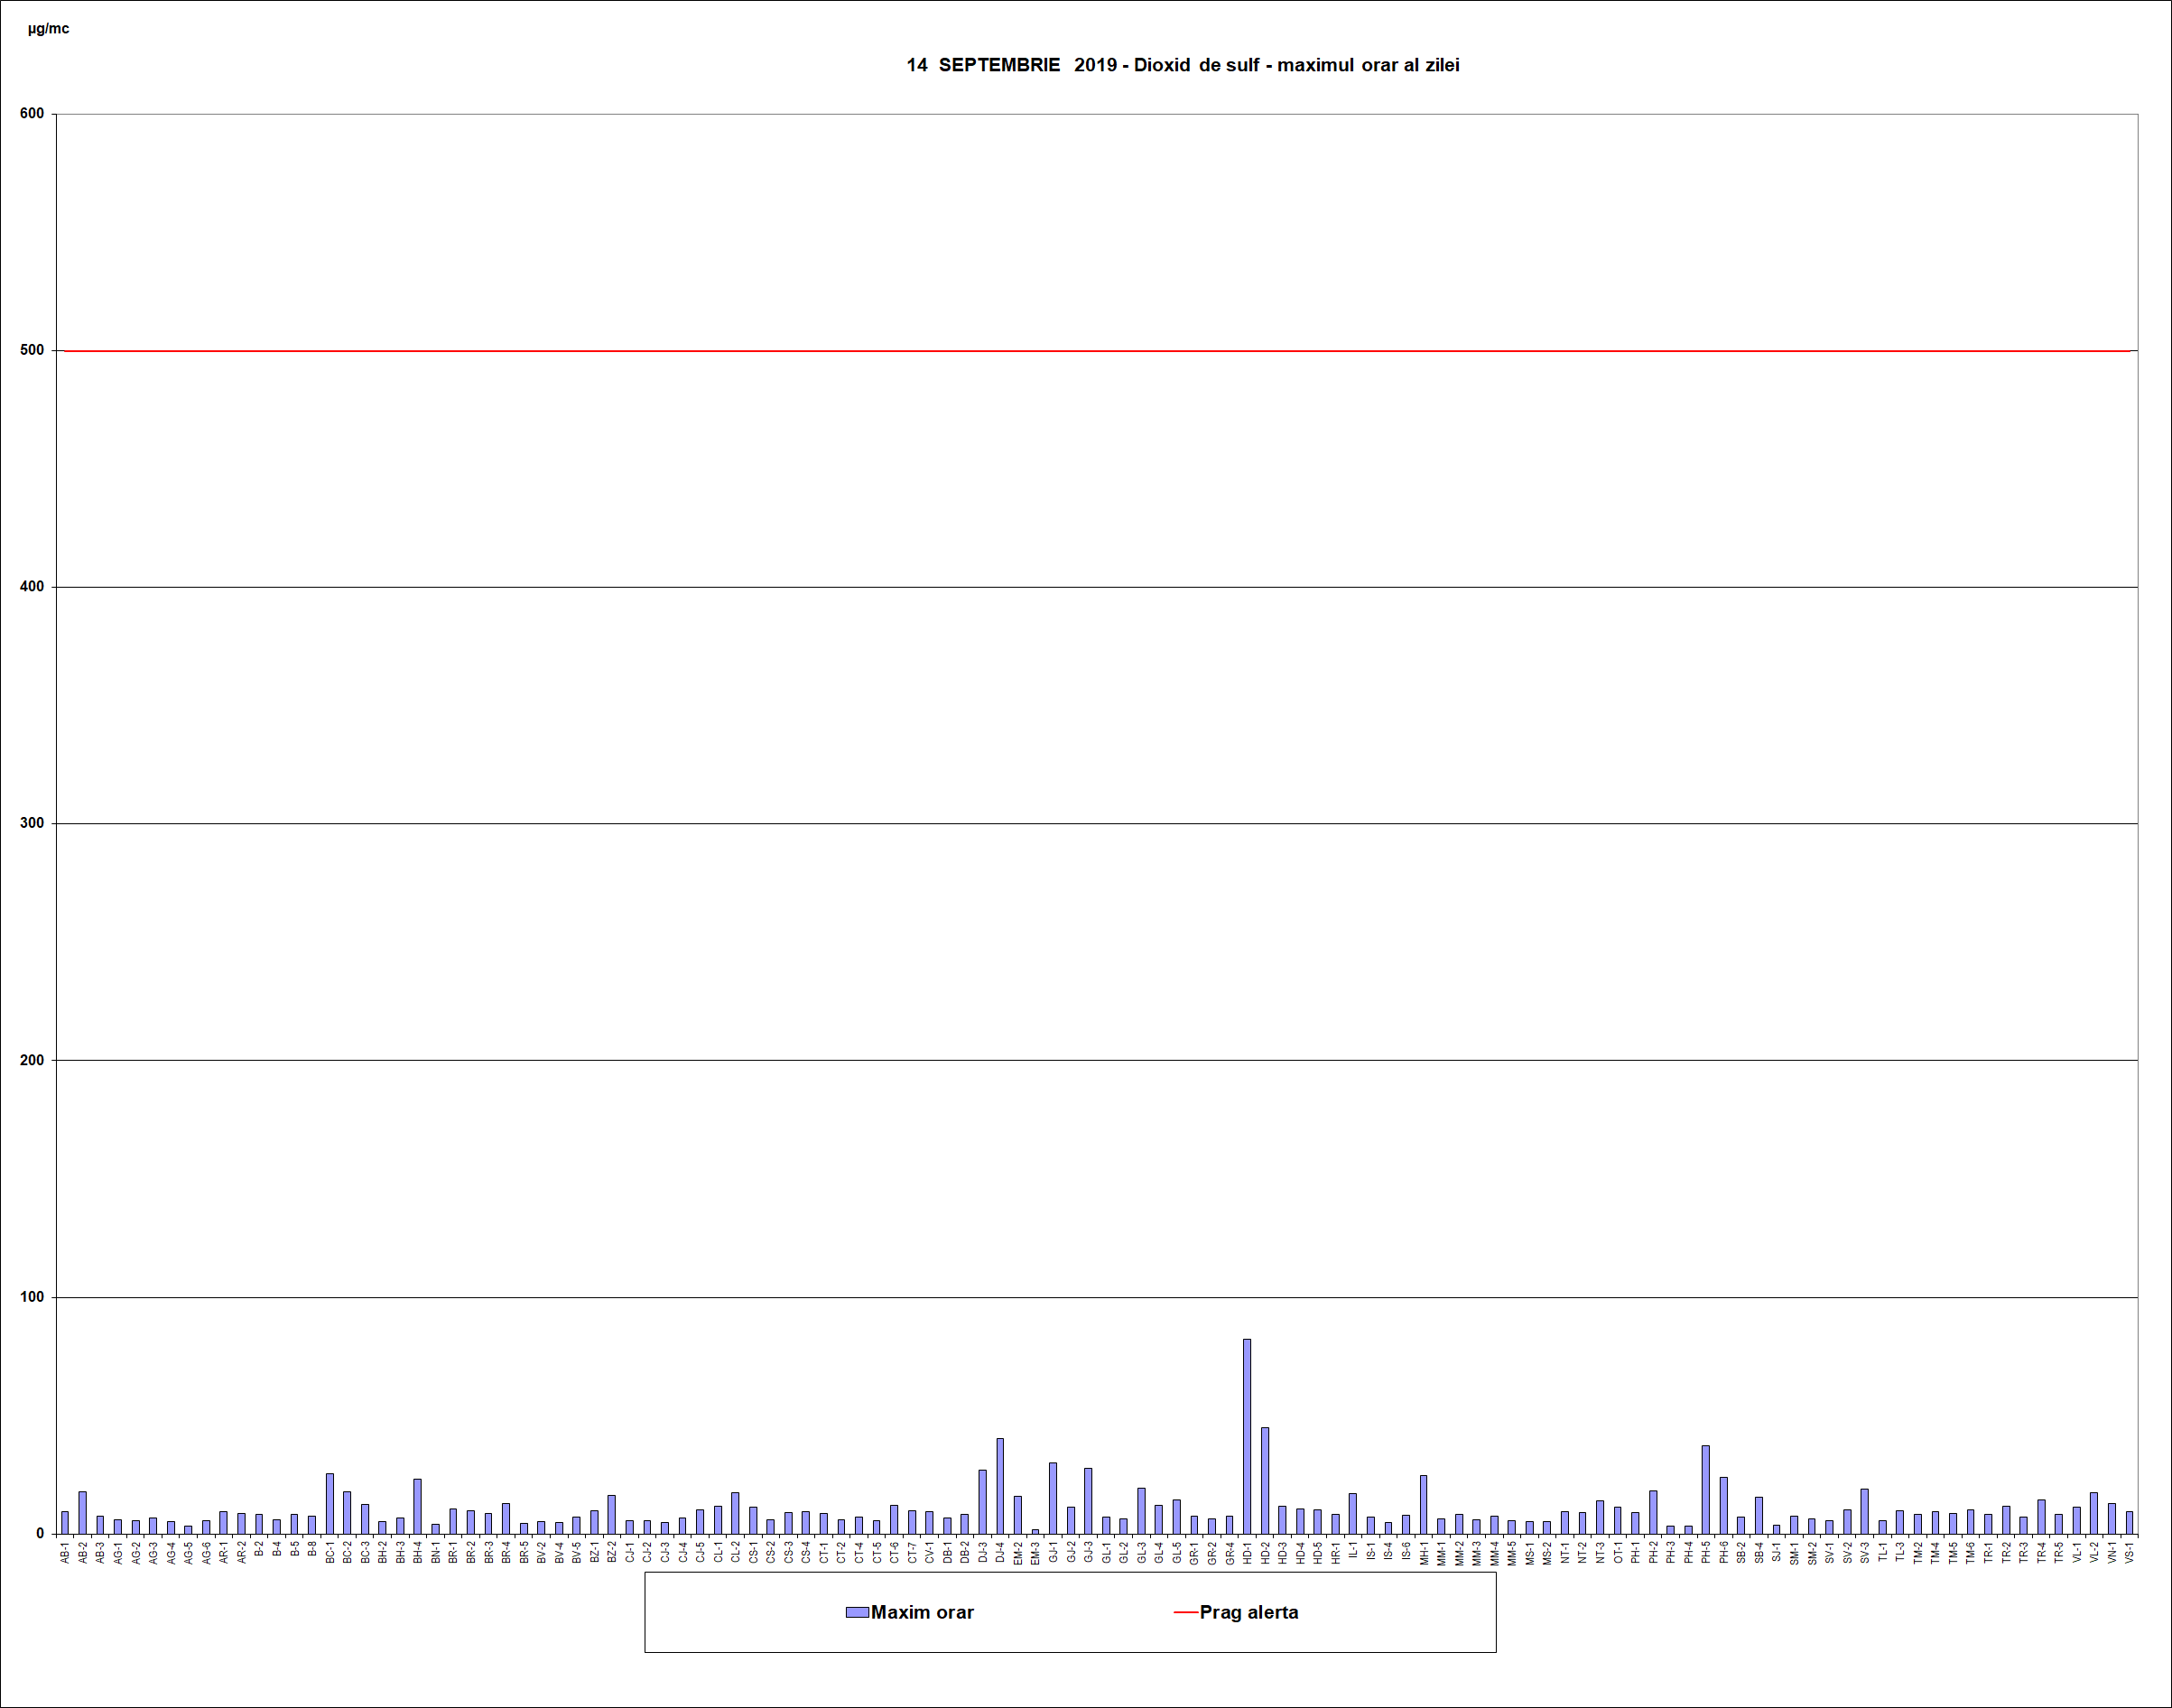 µg/mc
14 SEPTEMBRIE 2019 - Dioxid de sulf - maximul orar al zilei
600
500
400
300
200
100
0
AB-1 AB-2 AB-3 AG-1 AG-2 AG-3 AG-4 AG-5 AG-6 AR-1 AR-2 B-2 B-4 B-5 B-8 BC-1 BC-2 BC-3 BH-2 BH-3 BH-4 BN-1 BR-1 BR-2 BR-3 BR-4 BR-5 BV-2 BV-4 BV-5 BZ-1 BZ-2 CJ-1 CJ-2 CJ-3 CJ-4 CJ-5 CL-1 CL-2 CS-1 CS-2 CS-3 CS-4 CT-1 CT-2 CT-4 CT-5 CT-6 CT-7 CV-1 DB-1 DB-2 DJ-3 DJ-4 EM-2 EM-3 GJ-1 GJ-2 GJ-3 GL-1 GL-2 GL-3 GL-4 GL-5 GR-1 GR-2 GR-4 HD-1 HD-2 HD-3 HD-4 HD-5 HR-1 IL-1 IS-1 IS-4 IS-6 MH-1 MM-1 MM-2 MM-3 MM-4 MM-5 MS-1 MS-2 NT-1 NT-2 NT-3 OT-1 PH-1 PH-2 PH-3 PH-4 PH-5 PH-6 SB-2 SB-4 SJ-1 SM-1 SM-2 SV-1 SV-2 SV-3 TL-1 TL-3 TM-2 TM-4 TM-5 TM-6 TR-1 TR-2 TR-3 TR-4 TR-5 VL-1 VL-2 VN-1 VS-1
Maxim orar Prag alerta